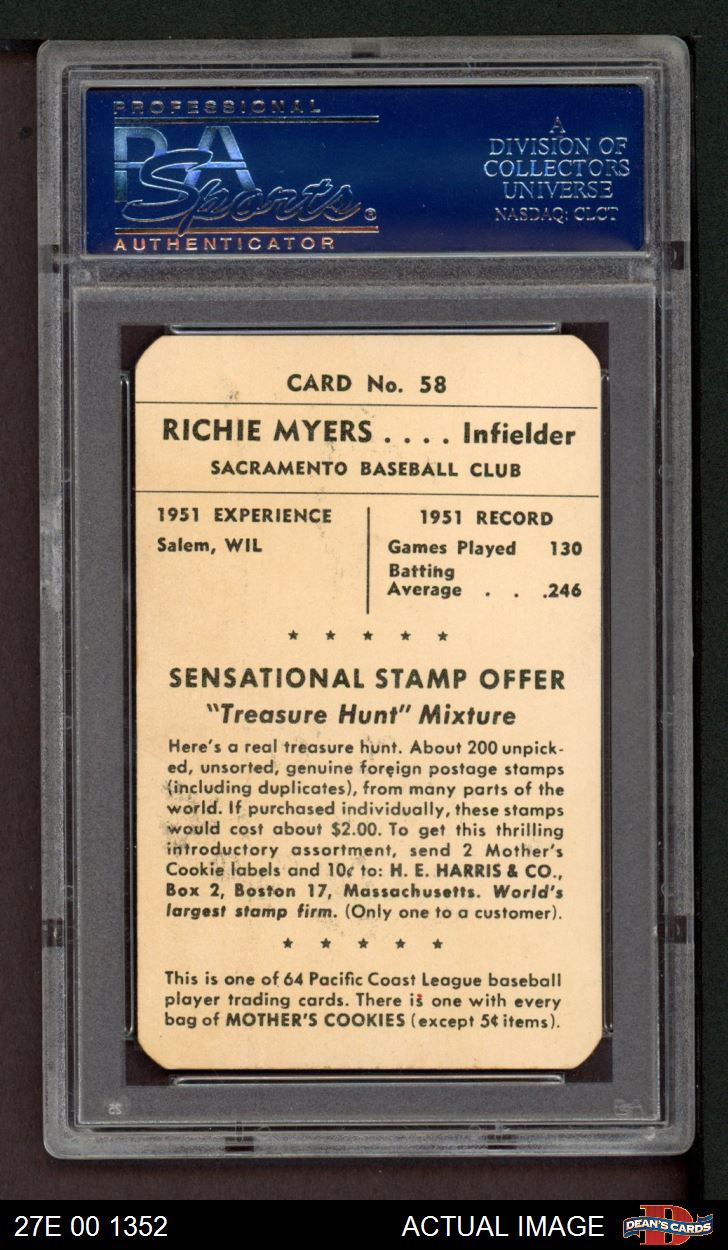 PROFESSIONAL
PSA
Sports®
AUTHENTICATOR
A
DIVISION OF
COLLECTORS
UNIVERSE
NASDAQ: CLCT
CARD No. 58
RICHIE MYERS .... Infielder
SACRAMENTO BASEBALL CLUB
1951 EXPERIENCE
Salem, WIL
1951 RECORD
Games Played 130
Batting
Average . . .246
★ ★ ★ ★ ★
SENSATIONAL STAMP OFFER
"Treasure Hunt" Mixture
Here's a real treasure hunt. About 200 unpick-
ed, unsorted, genuine foreign postage stamps
(including duplicates), from many parts of the
world. If purchased individually, these stamps
would cost about $2.00. To get this thrilling
introductory assortment, send 2 Mother's
Cookie labels and 10¢ to: H. E. HARRIS & CO.,
Box 2, Boston 17, Massachusetts. World's
largest stamp firm. (Only one to a customer).
★ ★ ★ ★ ★
This is one of 64 Pacific Coast League baseball
player trading cards. There is one with every
bag of MOTHER'S COOKIES (except 5¢ items).
25
PSA
27E 00 1352
ACTUAL IMAGE
D
DEAN'S CARDS